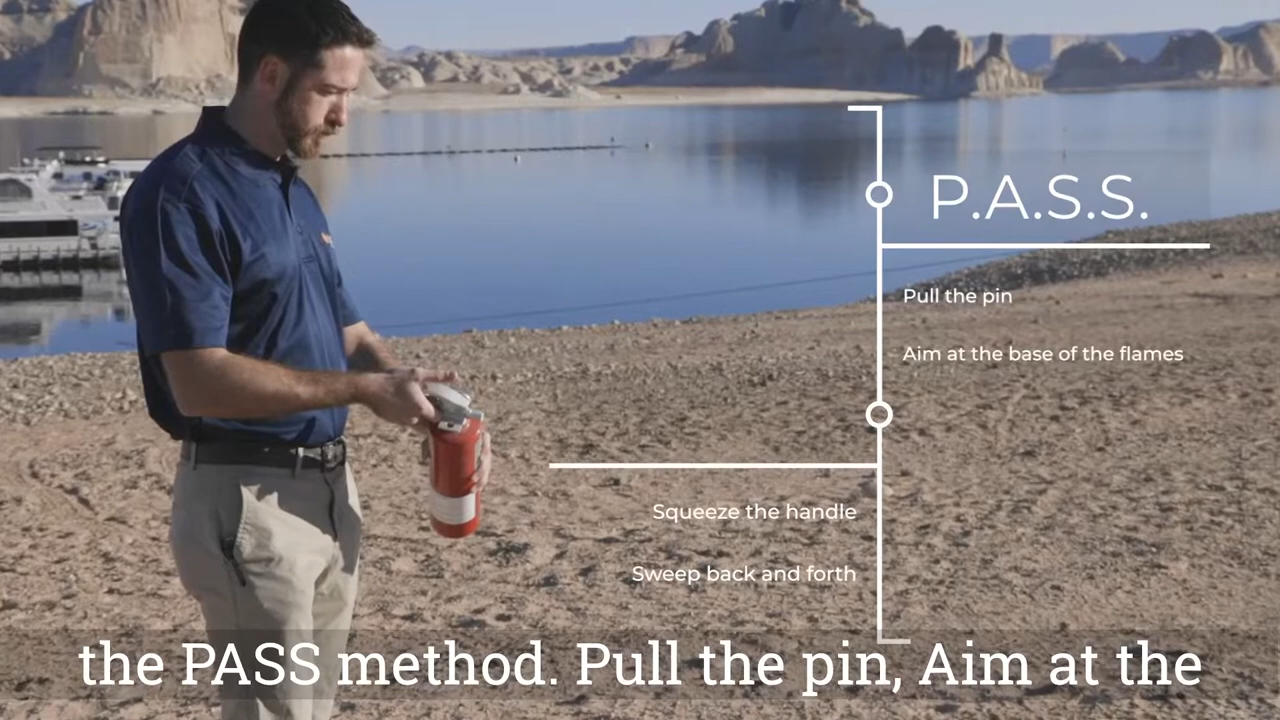 P.A.S.S.
Pull the pin
Aim at the base of the flames
Squeeze the handle
Sweep back and forth
the PASS method. Pull the pin, Aim at the